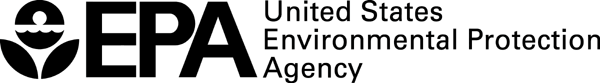 EPA
United States
Environmental Protection
Agency